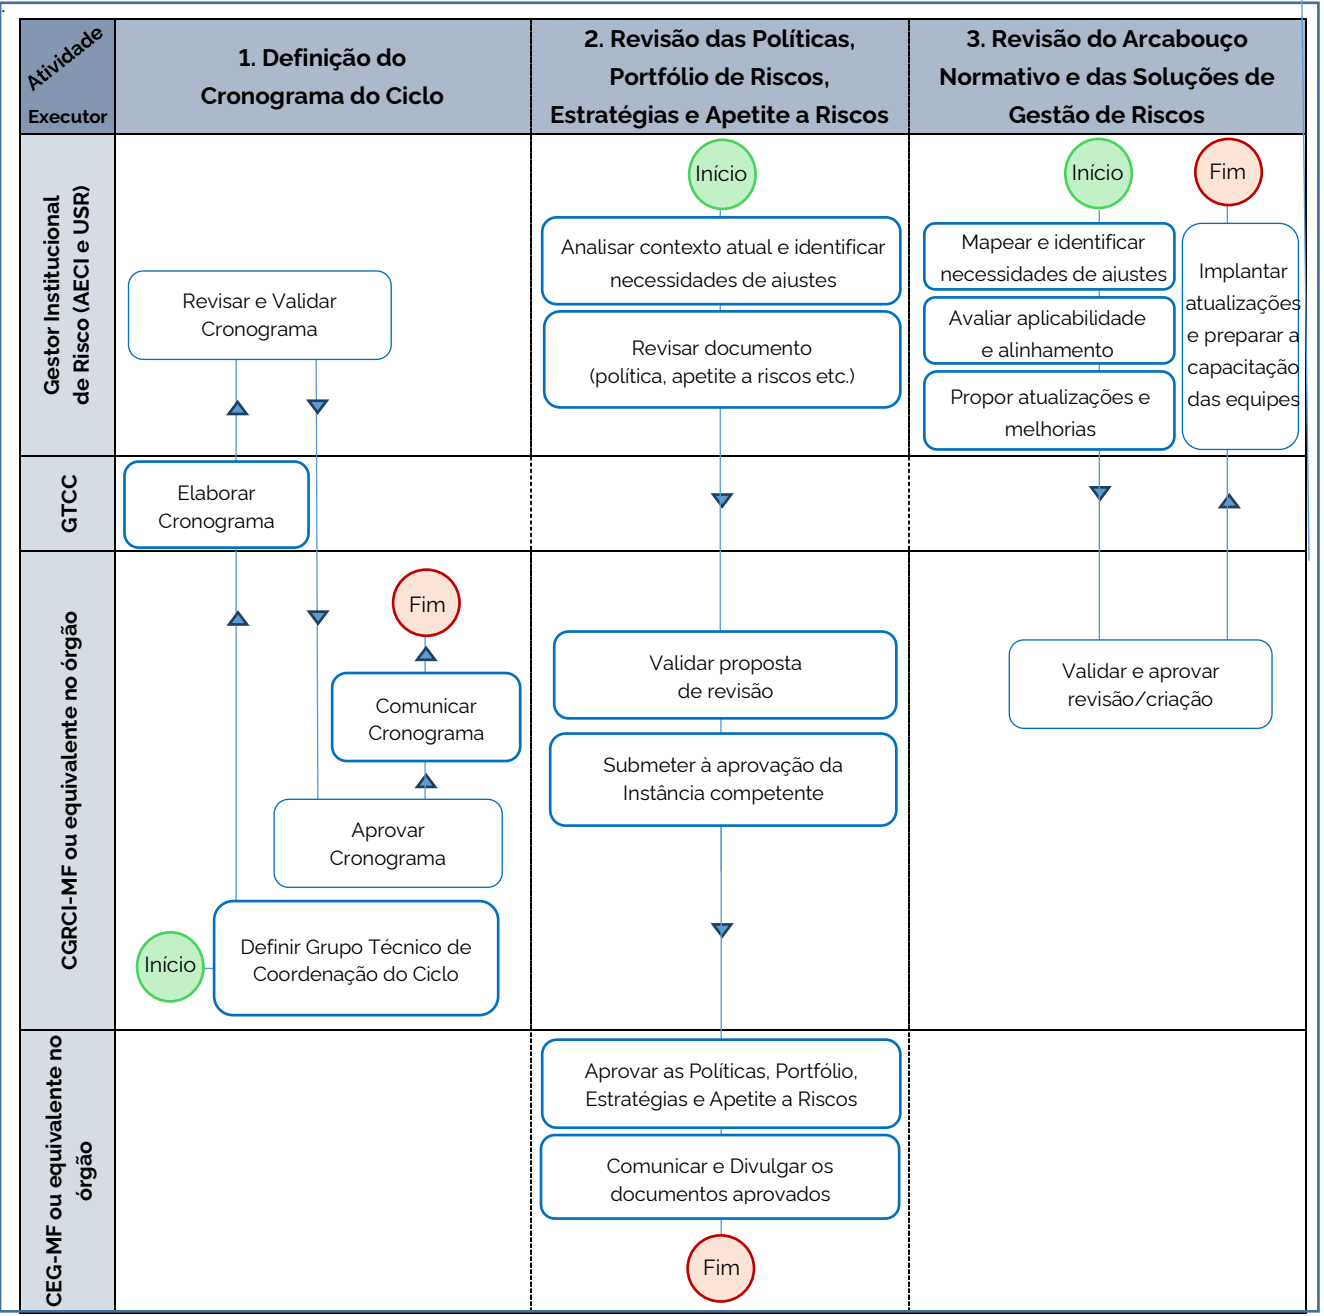 Atividade
Executor
1. Definição do
Cronograma do Ciclo
2. Revisão das Políticas,
Portfólio de Riscos,
Estratégias e Apetite a Riscos
3. Revisão do Arcabouço
Normativo e das Soluções de
Gestão de Riscos
Gestor Institucional
de Risco (AECI e USR)
Revisar e Validar
Cronograma
Início
Analisar contexto atual e identificar
necessidades de ajustes
Revisar documento
(política, apetite a riscos etc.)
Início
Mapear e identificar
necessidades de ajustes
Avaliar aplicabilidade
e alinhamento
Propor atualizações e
melhorias
Fim
Implantar
atualizações
e preparar a
capacitação
das equipes
GTCC
Elaborar
Cronograma
CGRCI-MF ou equivalente no órgão
Fim
Comunicar
Cronograma
Aprovar
Cronograma
Início
Definir Grupo Técnico de
Coordenação do Ciclo
Validar proposta
de revisão
Submeter à aprovação da
Instância competente
Validar e aprovar
revisão/criação
CEG-MF ou equivalente no
órgão
Aprovar as Políticas, Portfólio,
Estratégias e Apetite a Riscos
Comunicar e Divulgar os
documentos aprovados
Fim